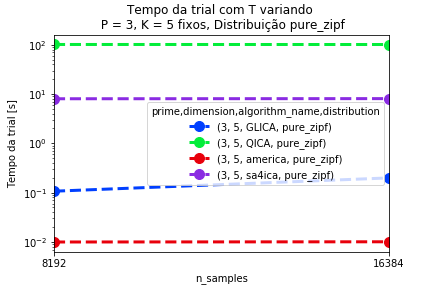 Tempo da trial com T variando
P = 3, K = 5 fixos, Distribuição pure_zipf
Tempo da trial [s]
10²
10¹
10⁰
10⁻¹
10⁻²
prime,dimension,algorithm_name,distribution
(3, 5, GLICA, pure_zipf)
(3, 5, QICA, pure_zipf)
(3, 5, america, pure_zipf)
(3, 5, sa4ica, pure_zipf)
8192
16384
n_samples